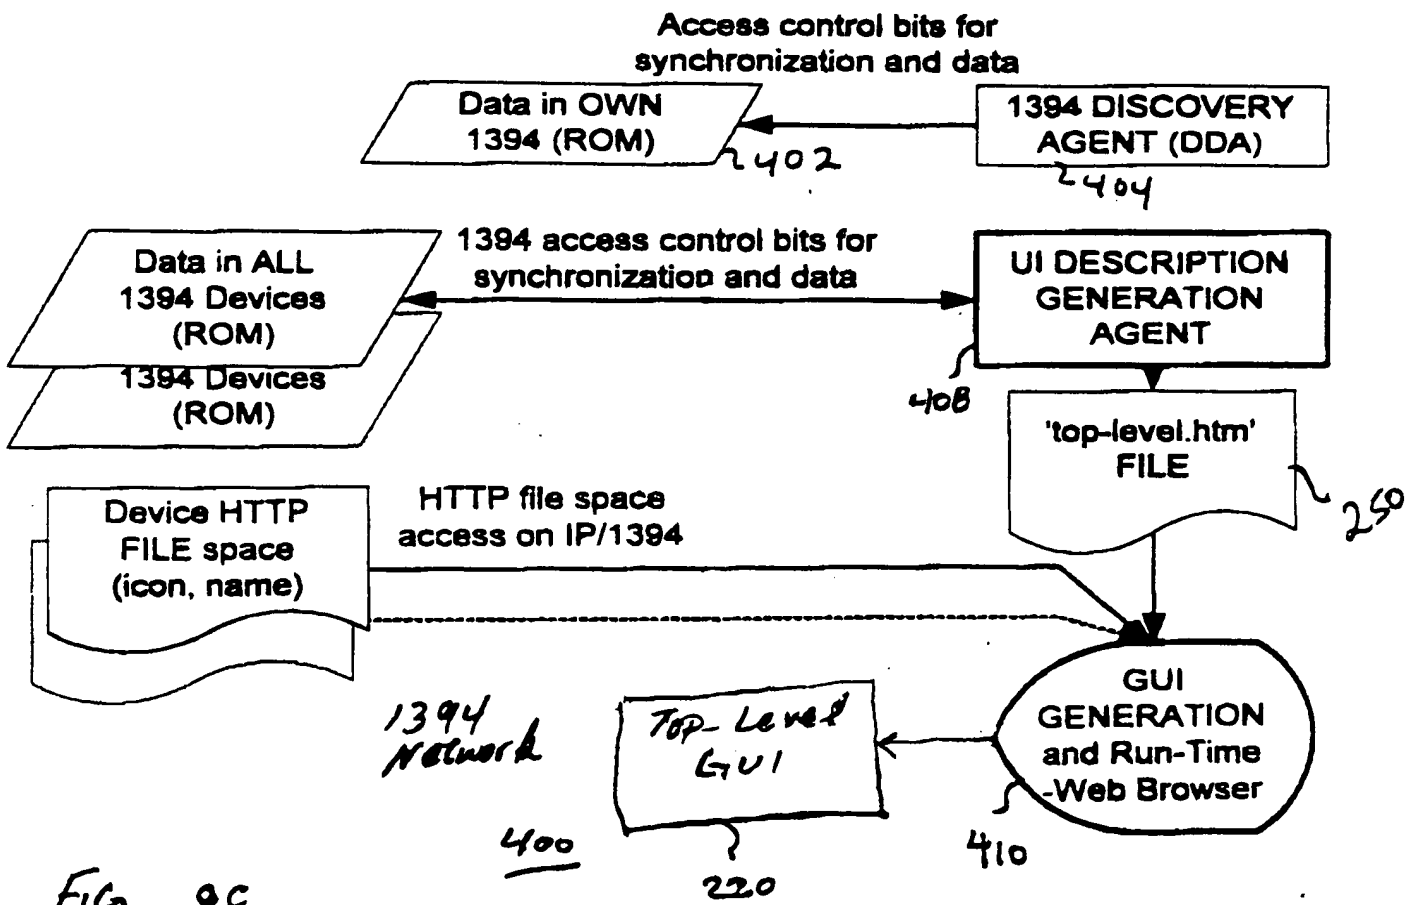 Access control bits for
synchronization and data
Data in OWN
1394 (ROM)
1394 DISCOVERY
AGENT (DDA)
402
404
Data in ALL
1394 Devices
(ROM)
1394 access control bits for
synchronization and data
UI DESCRIPTION
GENERATION
AGENT
1394 Devices
(ROM)
408
'top-level.htm'
FILE
250
Device HTTP
FILE space
(icon, name)
HTTP file space
access on IP/1394
GUI
GENERATION
and Run-Time
-Web Browser
1394
Network
Top-Level
GUI
400
220
410
FIG 9C